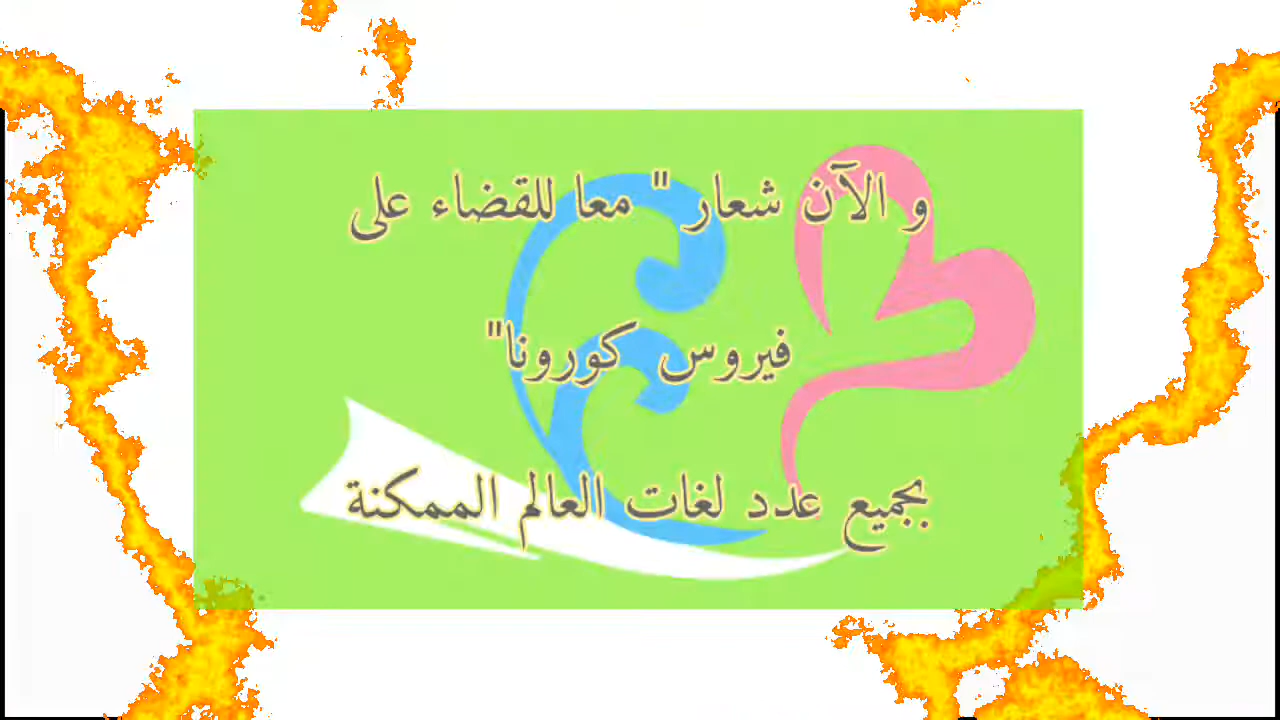 و الآن شعار " معا للقضاء على
فيروس كورونا"
بجميع عدد لغات العالم الممكنة